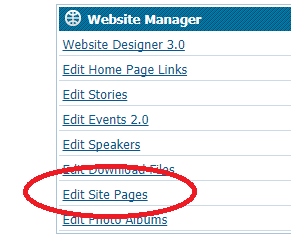 Website Manager
Website Designer 3.0
Edit Home Page Links
Edit Stories
Edit Events 2.0
Edit Speakers
Edit Download Files
Edit Site Pages
Edit Photo Albums